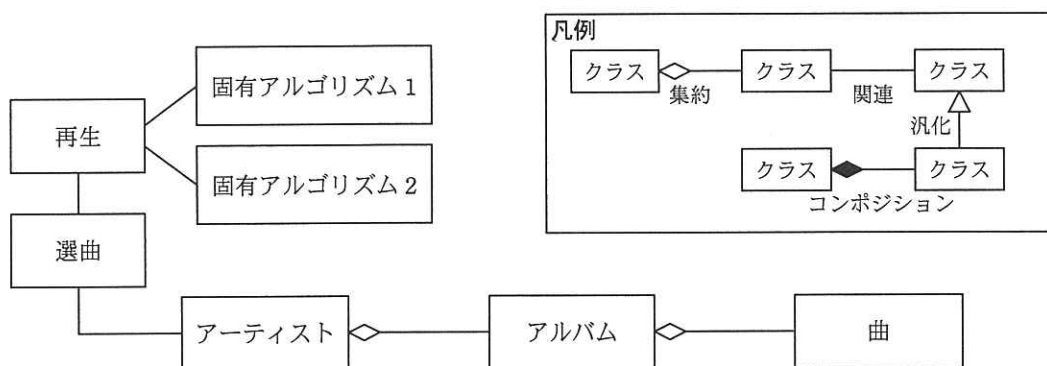 凡例
クラス
クラス
クラス
集約
関連
汎化
クラス
クラス
コンポジション
固有アルゴリズム1
再生
固有アルゴリズム2
選曲
アーティスト
アルバム
曲